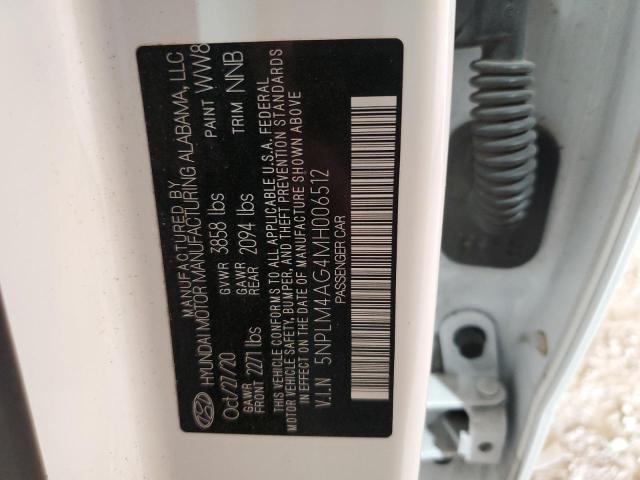 MANUFACTURED BY
HYUNDAI MOTOR MANUFACTURING ALABAMA, LLC
Oct/27/20 GVWR 3858 lbs PAINT WW8
GAWR FRONT 2271 lbs GAWR REAR 2094 lbs TRIM NNB
THIS VEHICLE CONFORMS TO ALL APPLICABLE U.S.A. FEDERAL
MOTOR VEHICLE SAFETY, BUMPER, AND THEFT PREVENTION STANDARDS
IN EFFECT ON THE DATE OF MANUFACTURE SHOWN ABOVE
V.I.N 5NPLM4AG4MH006512
PASSENGER CAR